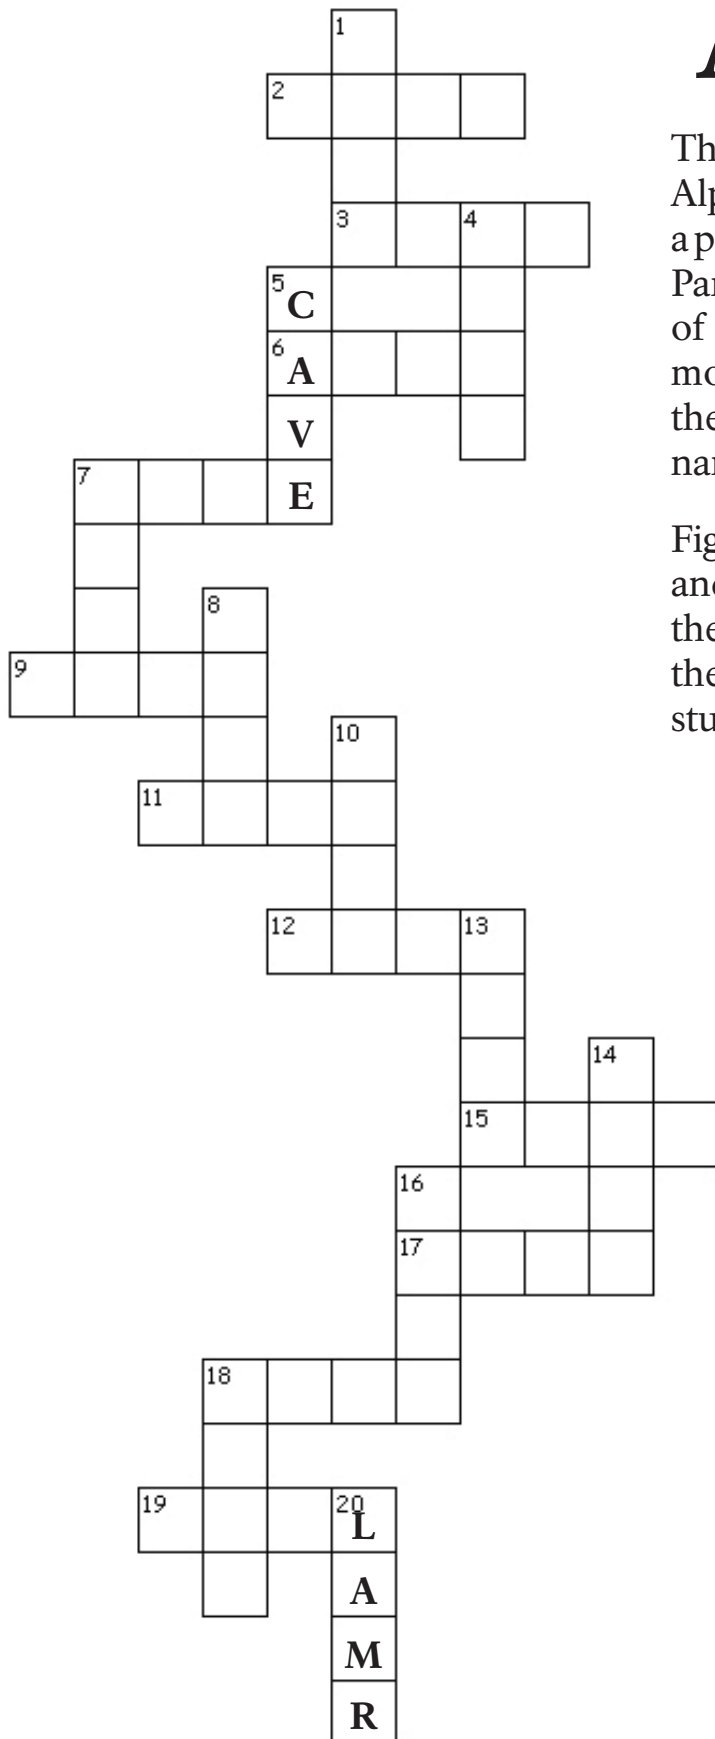 1
2
3 4
5 C
6 A
V
7 E
8
9
10
11
12 13
14
15
16
17
18
19 20 L
A
M
R
Th
Alp
a p
Par
of
mo
the
nar
Fig
and
the
the
stu